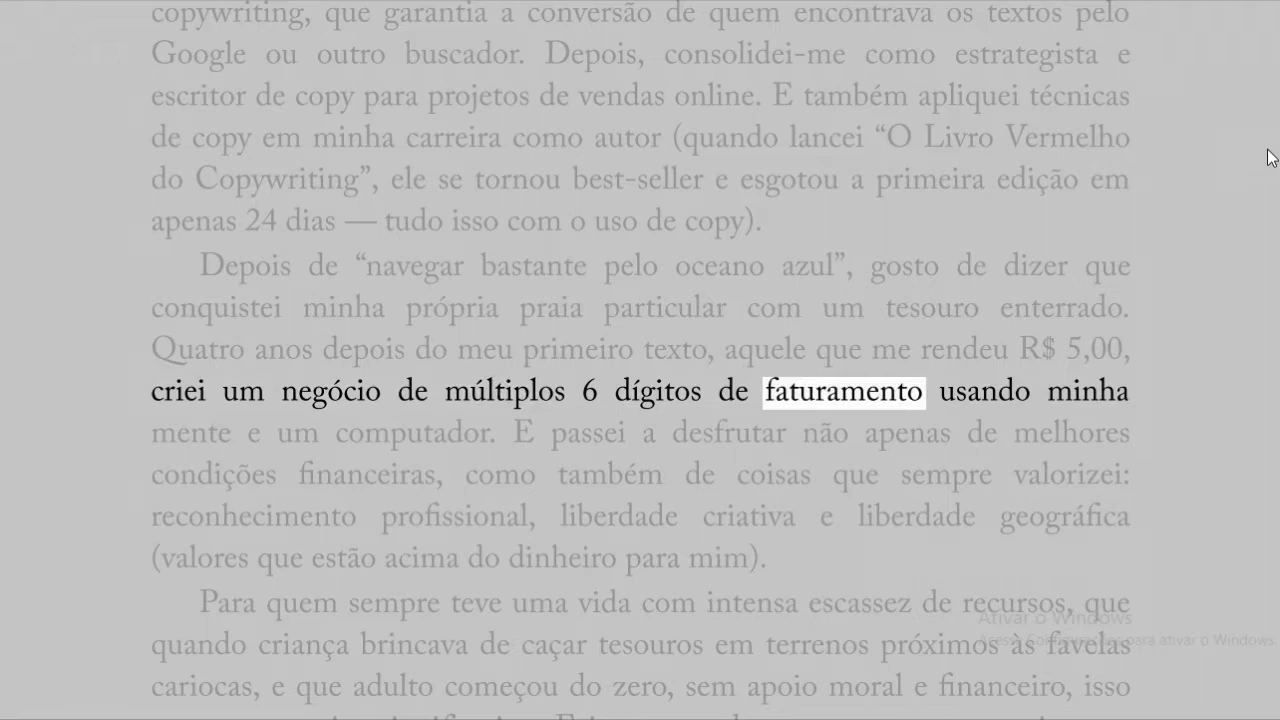 copywriting, que garantia a conversão de quem encontrava os textos pelo
Google ou outro buscador. Depois, consolidei-me como estrategista e
escritor de copy para projetos de vendas online. E também apliquei técnicas
de copy em minha carreira como autor (quando lancei “O Livro Vermelho
do Copywriting”, ele se tornou best-seller e esgotou a primeira edição em
apenas 24 dias — tudo isso com o uso de copy).
Depois de “navegar bastante pelo oceano azul”, gosto de dizer que
conquistei minha própria praia particular com um tesouro enterrado.
Quatro anos depois do meu primeiro texto, aquele que me rendeu R$ 5,00,
criei um negócio de múltiplos 6 dígitos de faturamento usando minha
mente e um computador. E passei a desfrutar não apenas de melhores
condições financeiras, como também de coisas que sempre valorizei:
reconhecimento profissional, liberdade criativa e liberdade geográfica
(valores que estão acima do dinheiro para mim).
Para quem sempre teve uma vida com intensa escassez de recursos, que
Ativar o Windows
quando criança brincava de caçar tesouros em terrenos próximos às favelas
Acesse Configurações para ativar o Windows.
cariocas, e que adulto começou do zero, sem apoio moral e financeiro, isso